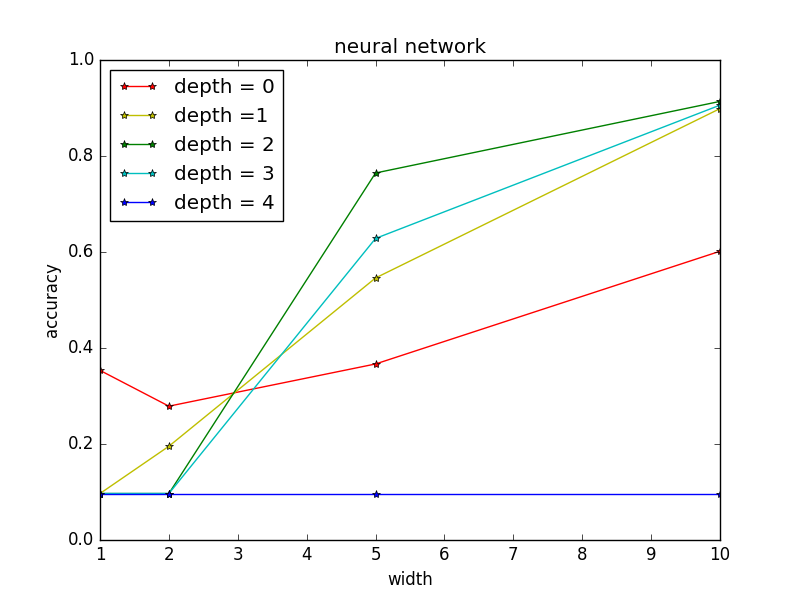 neural network
depth = 0
depth =1
depth = 2
depth = 3
depth = 4
1.0
0.8
0.6
0.4
0.2
0.0
accuracy
1 2 3 4 5 6 7 8 9 10
width